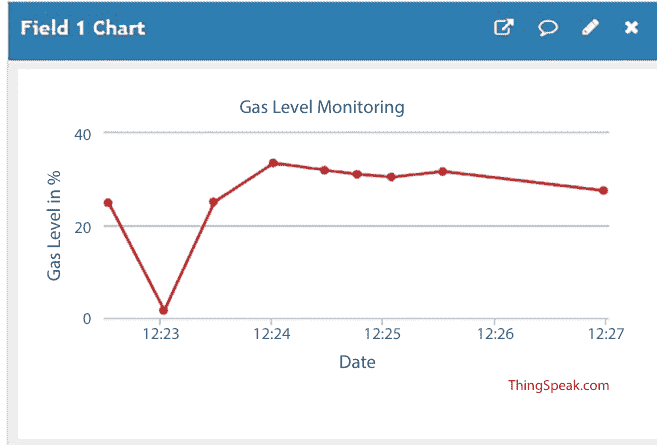 Field 1 Chart
Gas Level Monitoring
Gas Level in %
40
20
0
12:23 12:24 12:25 12:26 12:27
Date
ThingSpeak.com